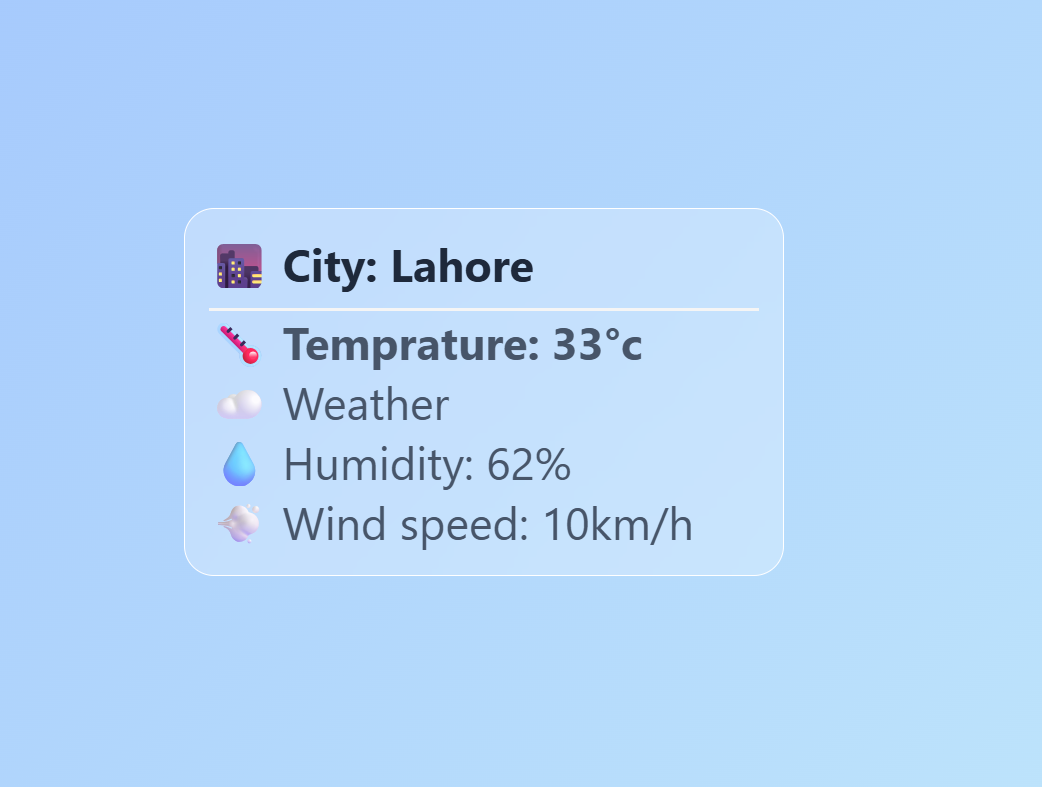 City: Lahore
Temprature: 33°c
Weather
Humidity: 62%
Wind speed: 10km/h